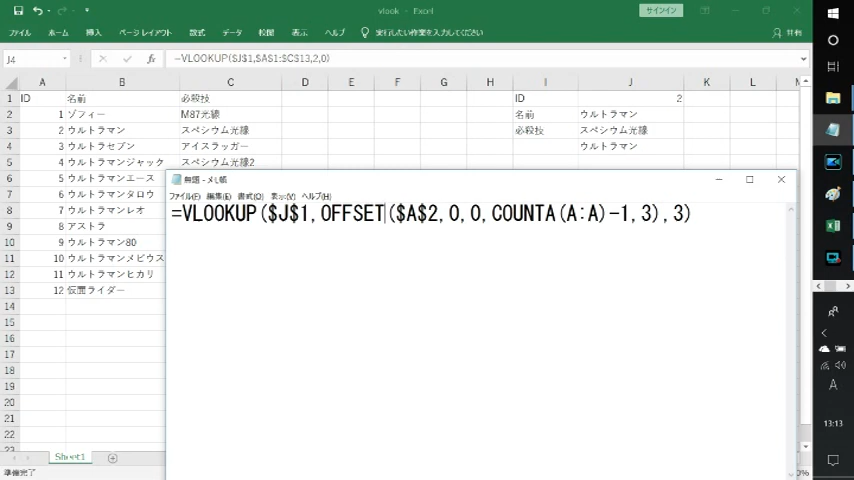 vlook - Excel
サインイン
ファイル ホーム 挿入 ページレイアウト 数式 データ 校閲 表示 ヘルプ 実行したい作業を入力してください 共有
J4 fx =VLOOKUP($J$1,$A$1:$C$13,2,0)
A B C D E F G H I J K L M
1 ID 名前 必殺技 ID 2
2 1 ゾフィー M87光線 名前 ウルトラマン
3 2 ウルトラマン スペシウム光線 必殺技 スペシウム光線
4 3 ウルトラセブン アイスラッガー ウルトラマン
5 4 ウルトラマンジャック スペシウム光線2
6 5 ウルトラマンエース
7 6 ウルトラマンタロウ
8 7 ウルトラマンレオ
9 8 アストラ
10 9 ウルトラマン80
11 10 ウルトラマンメビウス
12 11 ウルトラマンヒカリ
13 12 仮面ライダー
14
15
16
17
18
19
20
21
22
23
無題 - メモ帳
ファイル(F) 編集(E) 書式(O) 表示(V) ヘルプ(H)
=VLOOKUP($J$1,OFFSET($A$2,0,0,COUNTA(A:A)-1,3),3)
Sheet1
準備完了
0%
A
13:13